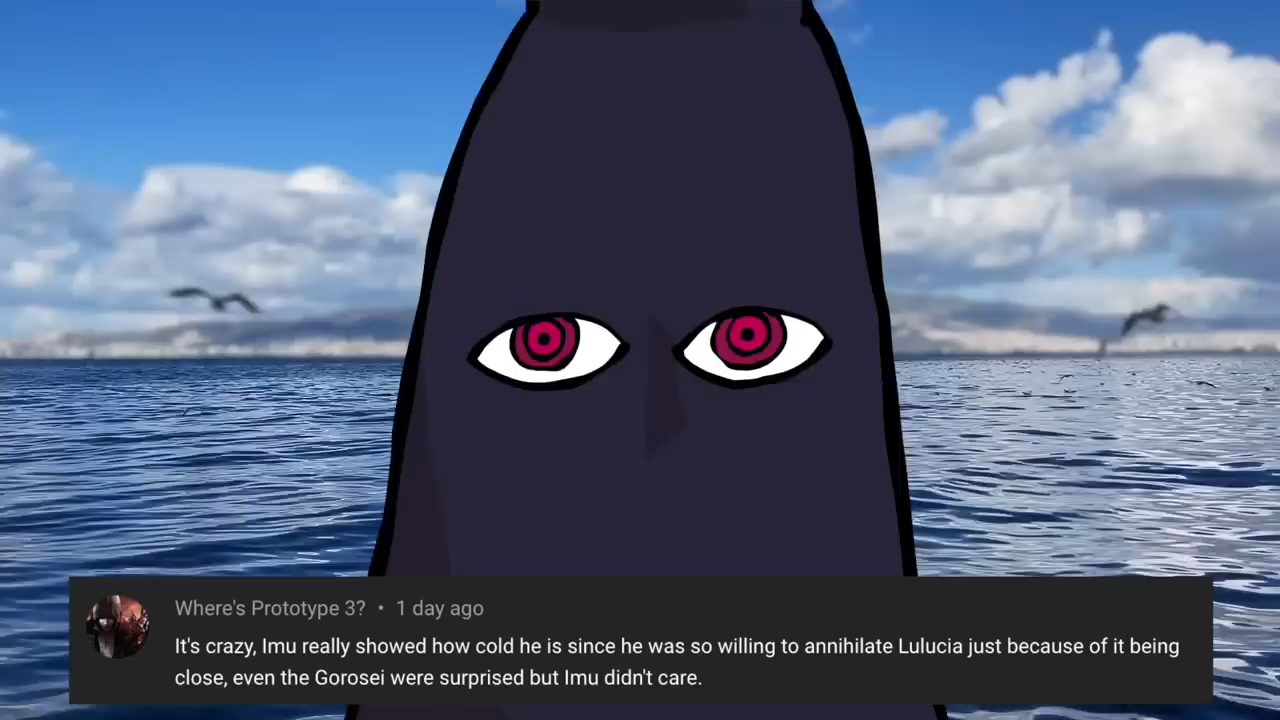 Where's Prototype 3? • 1 day ago
It's crazy, Imu really showed how cold he is since he was so willing to annihilate Lulucia just because of it being
close, even the Gorosei were surprised but Imu didn't care.